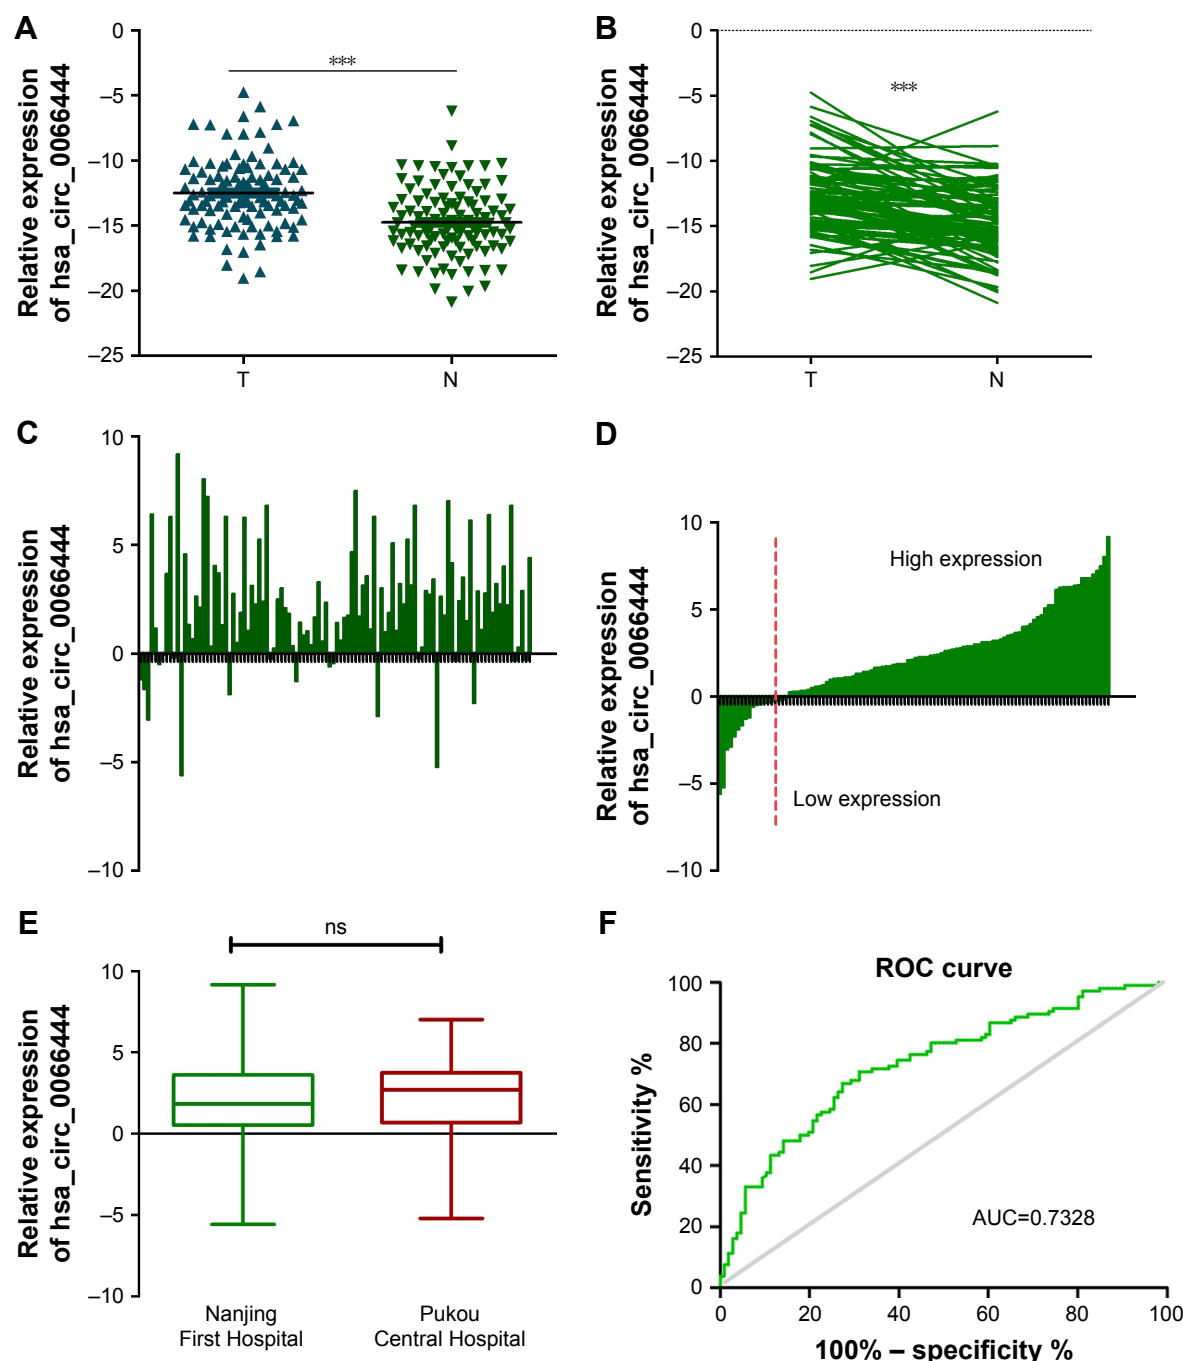 A
Relative expression
of hsa_circ_0066444
0
–5
–10
–15
–20
–25
***
T
N
B
Relative expression
of hsa_circ_0066444
0
–5
–10
–15
–20
–25
***
T
N
C
Relative expression
of hsa_circ_0066444
10
5
0
–5
–10
D
Relative expression
of hsa_circ_0066444
10
5
0
–5
–10
High expression
Low expression
E
Relative expression
of hsa_circ_0066444
10
5
0
–5
–10
ns
Nanjing
First Hospital
Pukou
Central Hospital
F
ROC curve
Sensitivity %
100
80
60
40
20
0
AUC=0.7328
0
20
40
60
80
100
100% – specificity %